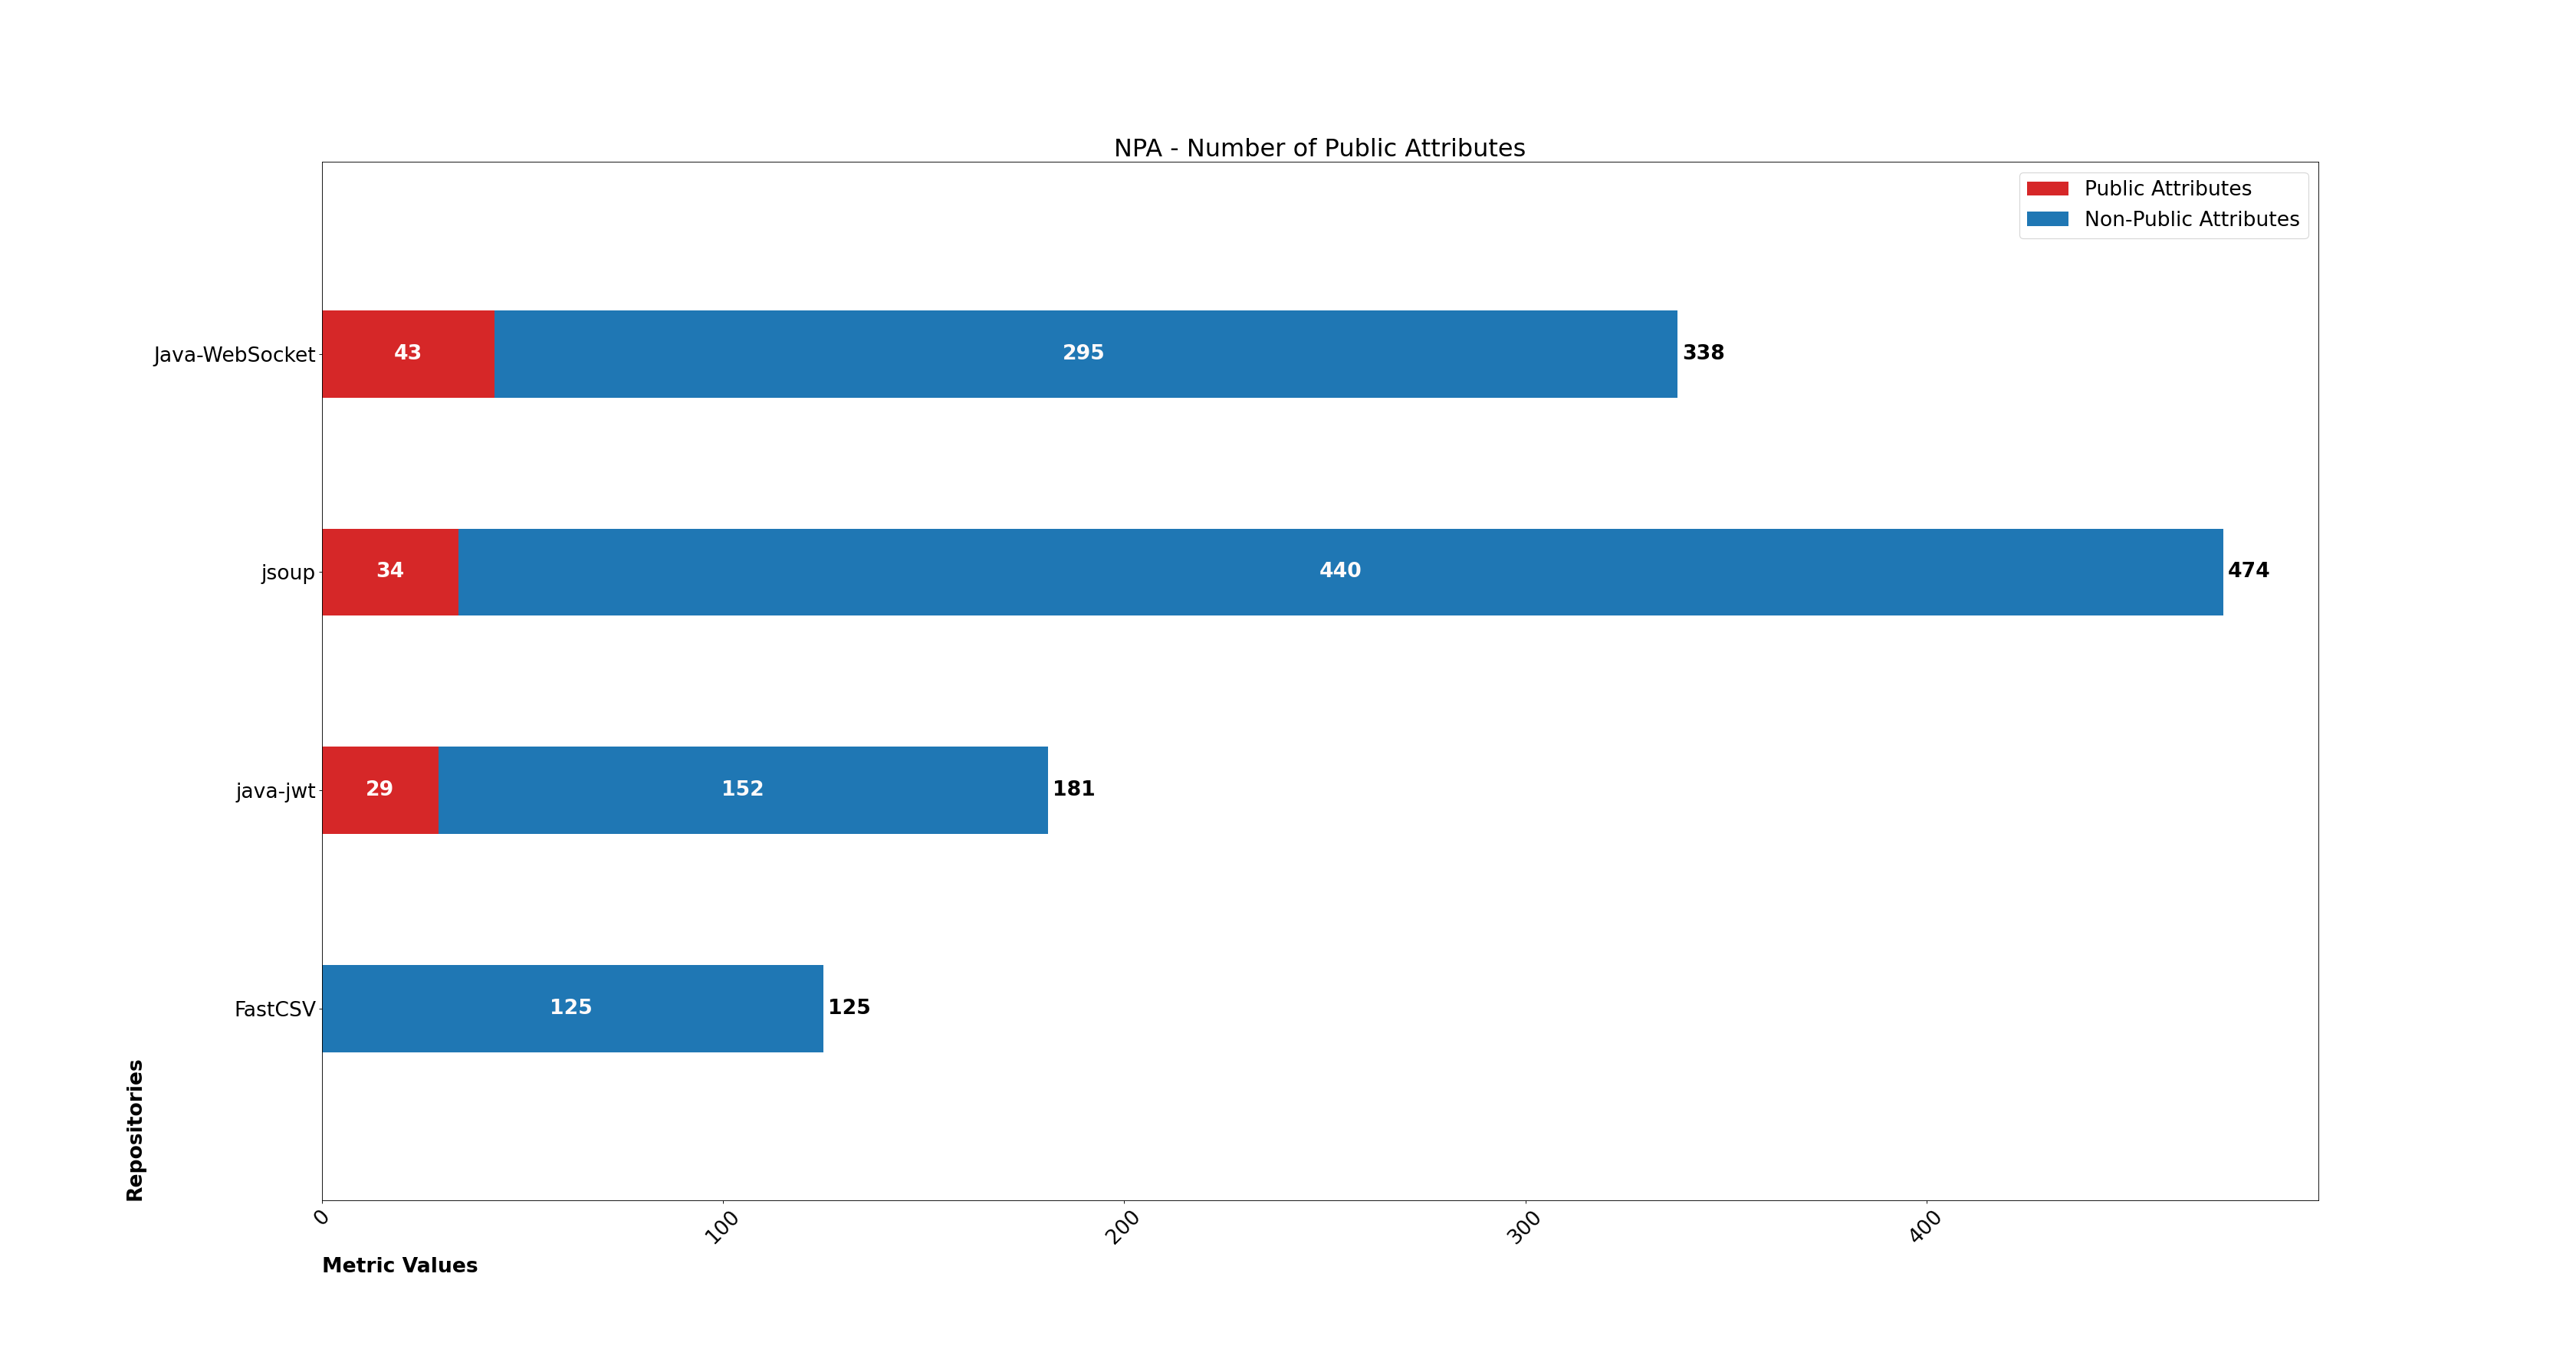 NPA - Number of Public Attributes
Public Attributes
Non-Public Attributes
Java-WebSocket 43 295 338
jsoup 34 440 474
java-jwt 29 152 181
FastCSV 125 125
Repositories
0 100 200 300 400
Metric Values